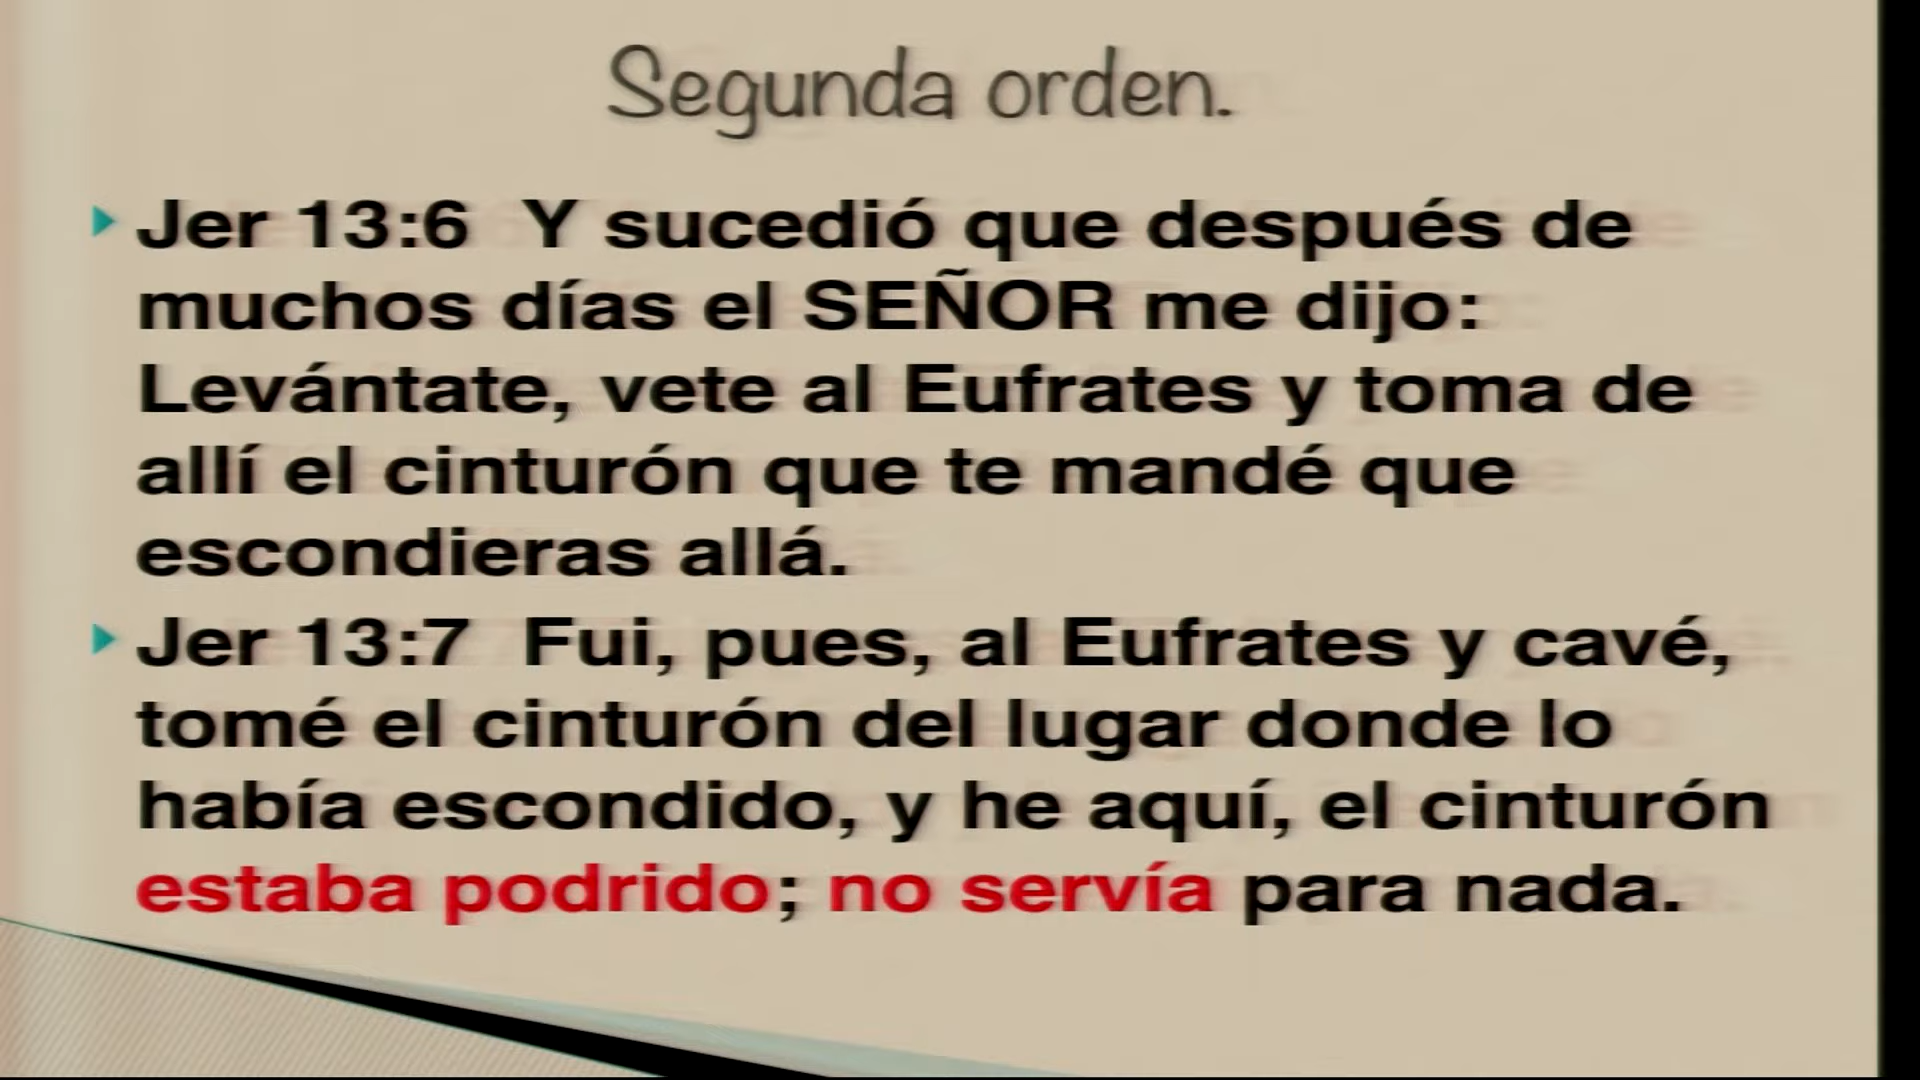 Segunda orden.
Jer 13:6  Y sucedió que después de
muchos días el SEÑOR me dijo:
Levántate, vete al Eufrates y toma de
allí el cinturón que te mandé que
escondieras allá.
Jer 13:7  Fui, pues, al Eufrates y cavé,
tomé el cinturón del lugar donde lo
había escondido, y he aquí, el cinturón
estaba podrido; no servía para nada.